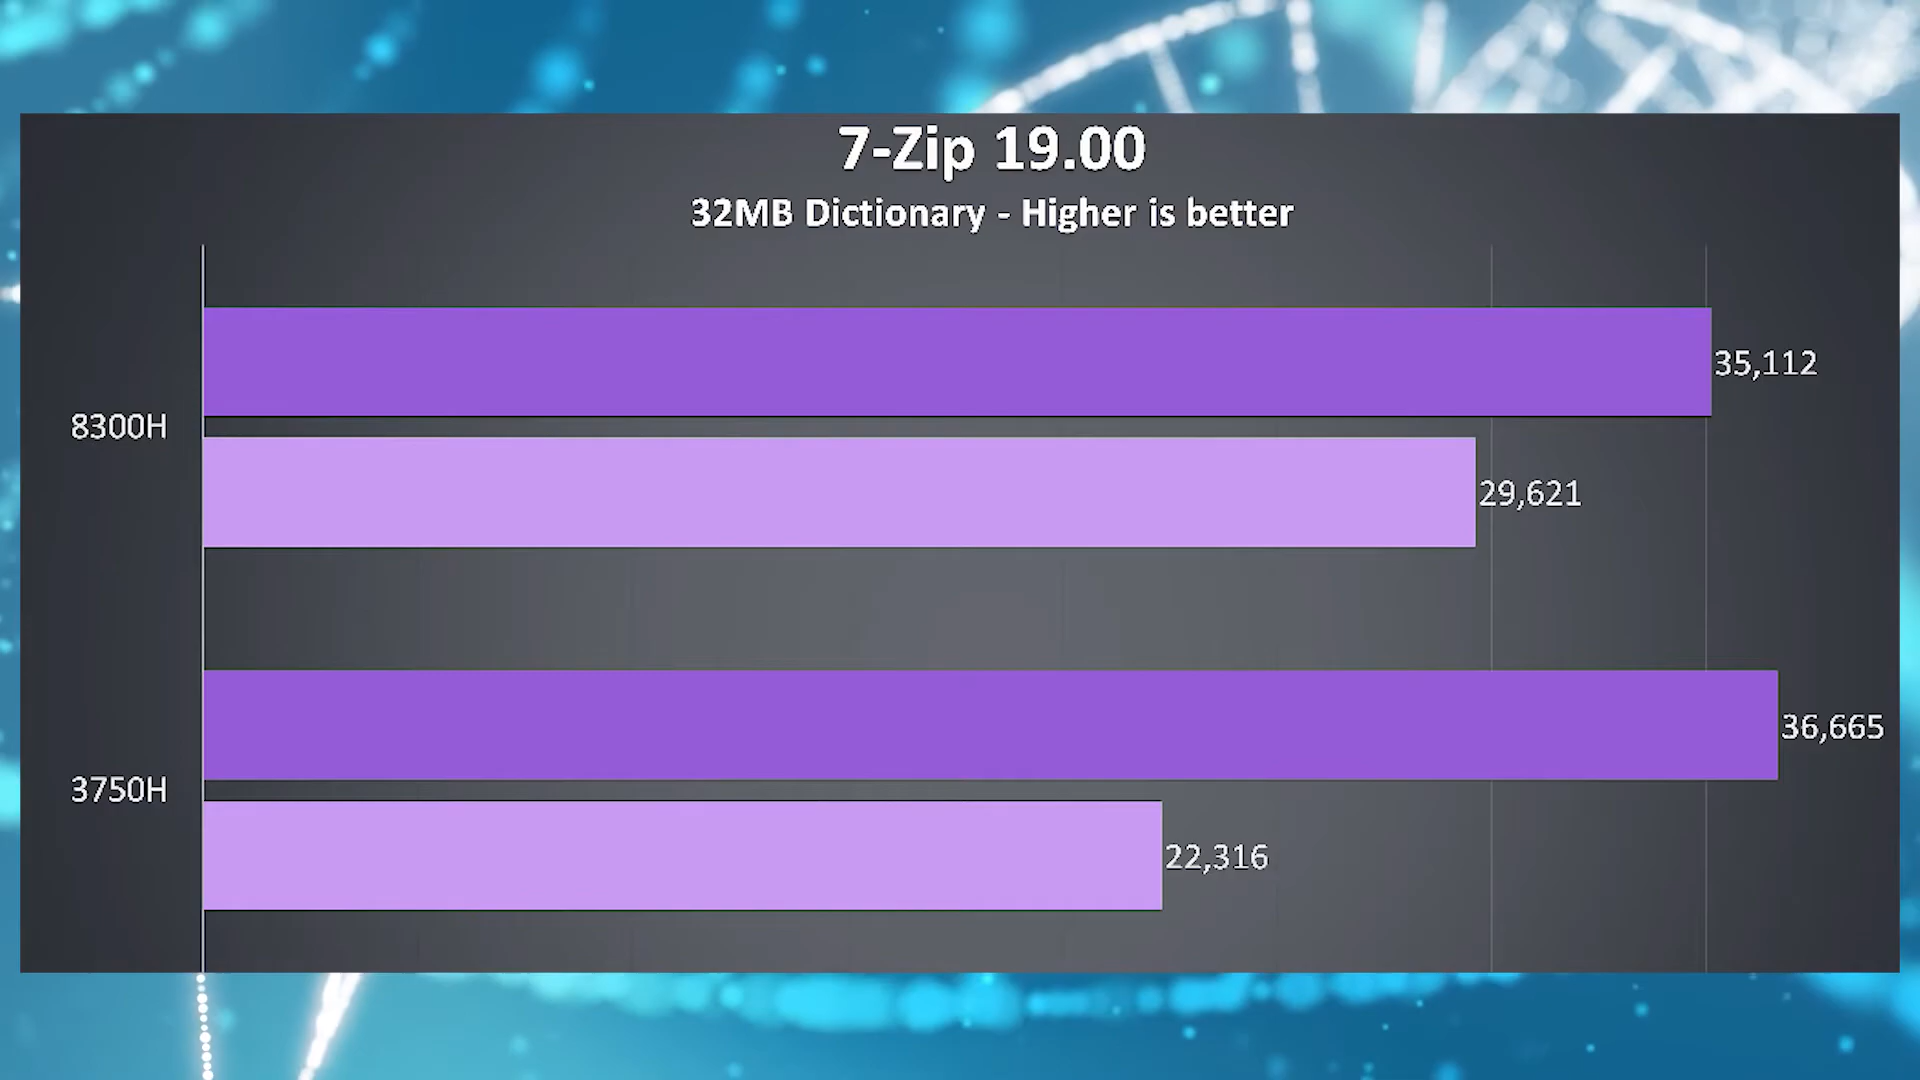 7-Zip 19.00
32MB Dictionary - Higher is better
35,112
8300H
29,621
36,665
3750H
22,316